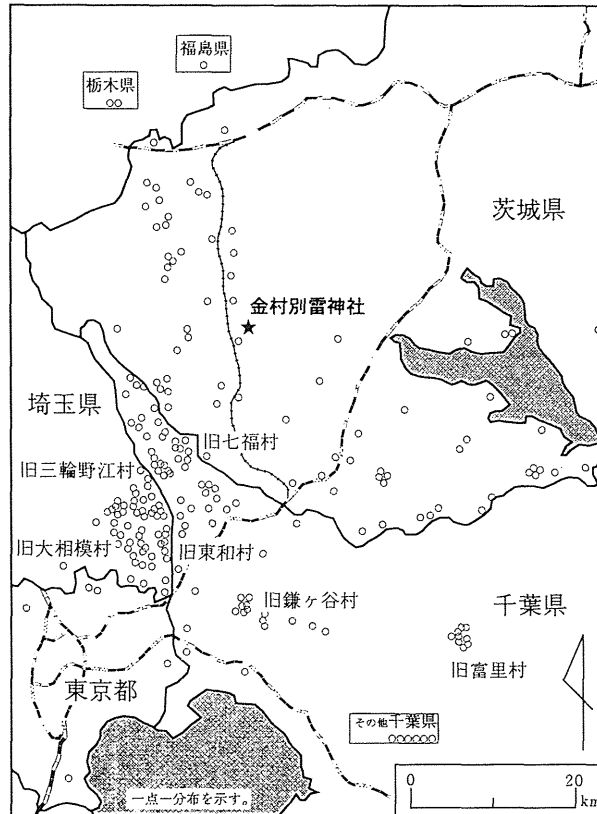 福島県
栃木県
茨城県
金村別雷神社
埼玉県
旧七福村
旧三輪野江村
旧大相模村
旧東和村
旧鎌ヶ谷村
千葉県
旧富里村
東京都
その他千葉県
一点一分布を示す。
0 20
km